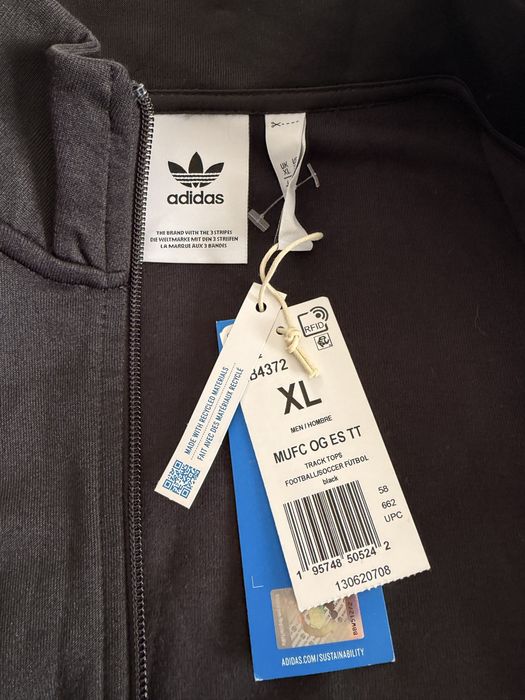 adidas
THE BRAND WITH THE 3 STRIPES
DIE WELTMARKE MIT DEN 3 STREIFEN
LA MARQUE AUX 3 BANDES
UK
XL
RFID
4372
XL
MEN / HOMBRE
MUFC OG ES TT
TRACK TOPS
FOOTBALL/SOCCER FÚTBOL
black
58
662
UPC
1 95748 50524 2
130620708
MADE WITH RECYCLED MATERIALS
FAIT AVEC DES MATÉRIAUX RECYCLÉ
ADIDAS.COM/SUSTAINABILITY